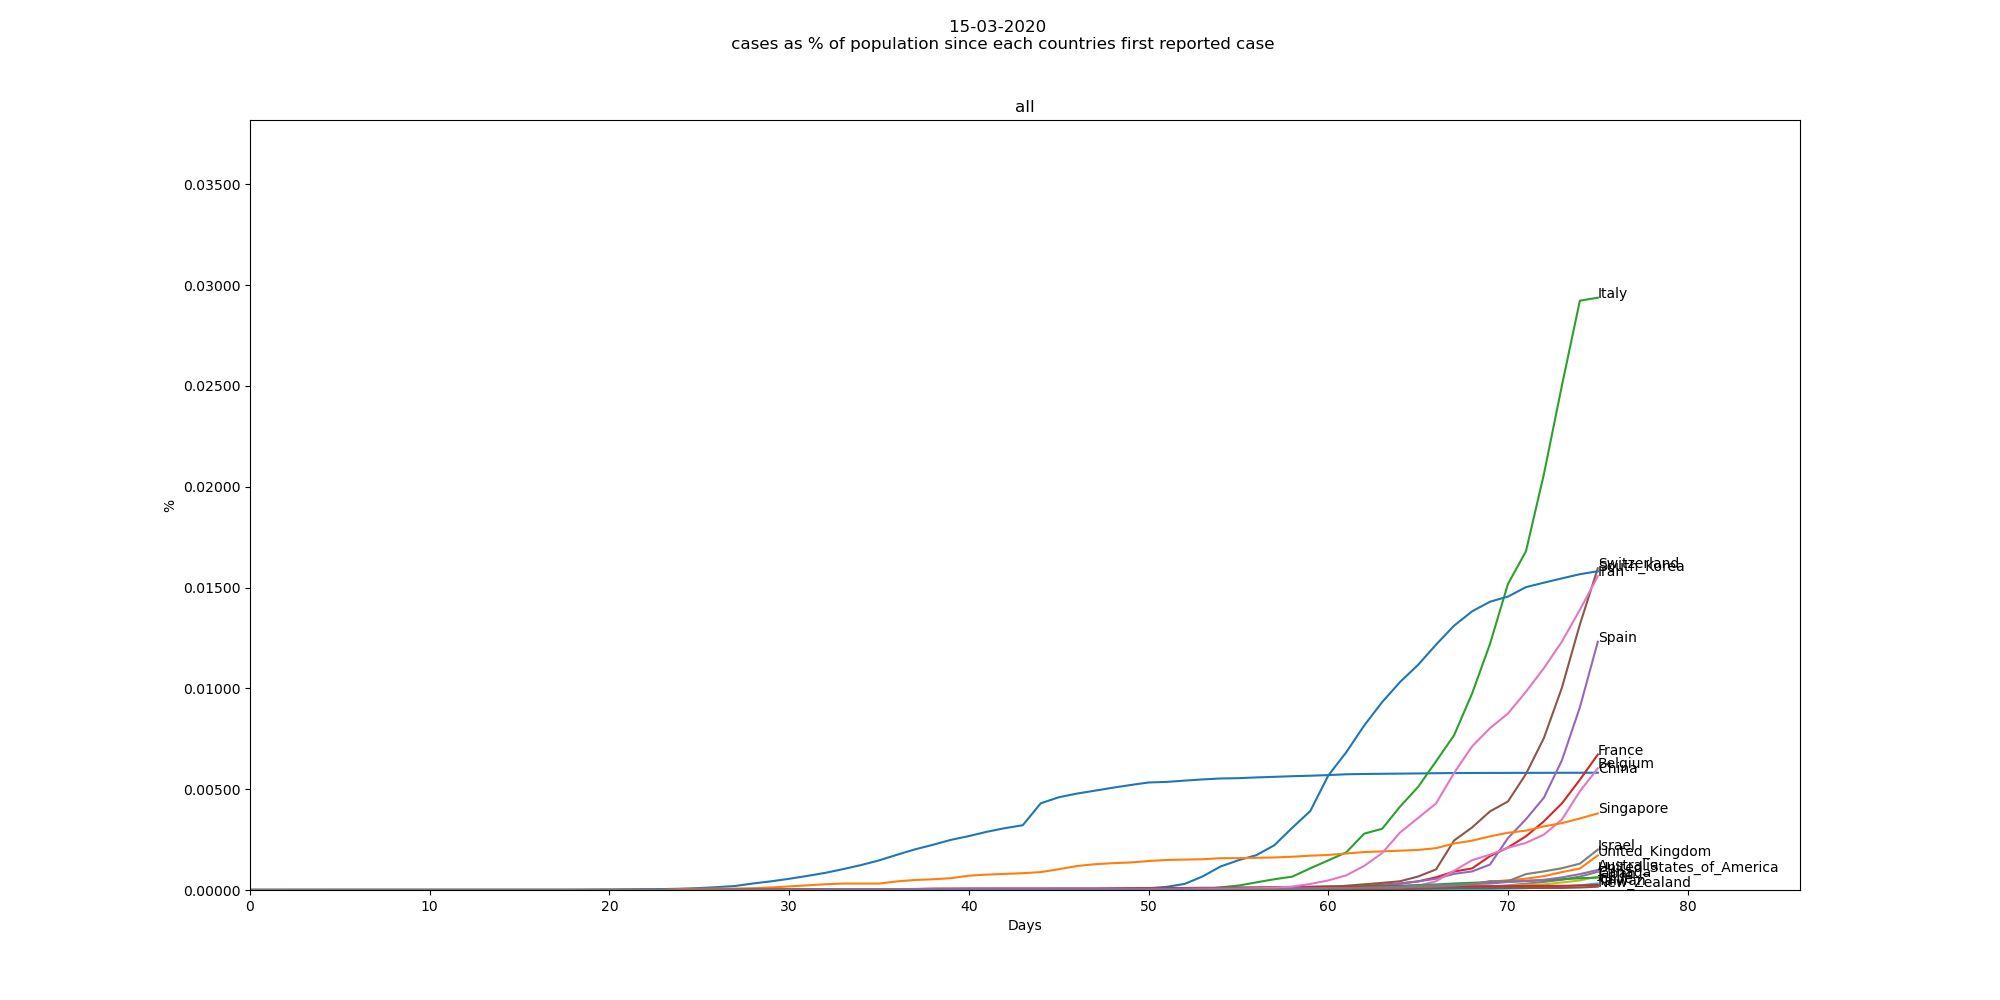 15-03-2020
cases as % of population since each countries first reported case
all
0.03500
0.03000
0.02500
0.02000
0.01500
0.01000
0.00500
0.00000
%
Italy
Switzerland
South_Korea
Iran
Spain
France
Belgium
China
Singapore
Israel
United_Kingdom
Australia
United_States_of_America
Canada
New_Zealand
0 10 20 30 40 50 60 70 80
Days